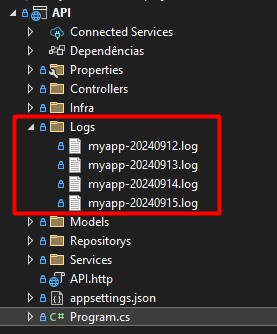 API
Connected Services
Dependências
Properties
Controllers
Infra
Logs
myapp-20240912.log
myapp-20240913.log
myapp-20240914.log
myapp-20240915.log
Models
Repositorys
Services
API.http
appsettings.json
C# Program.cs